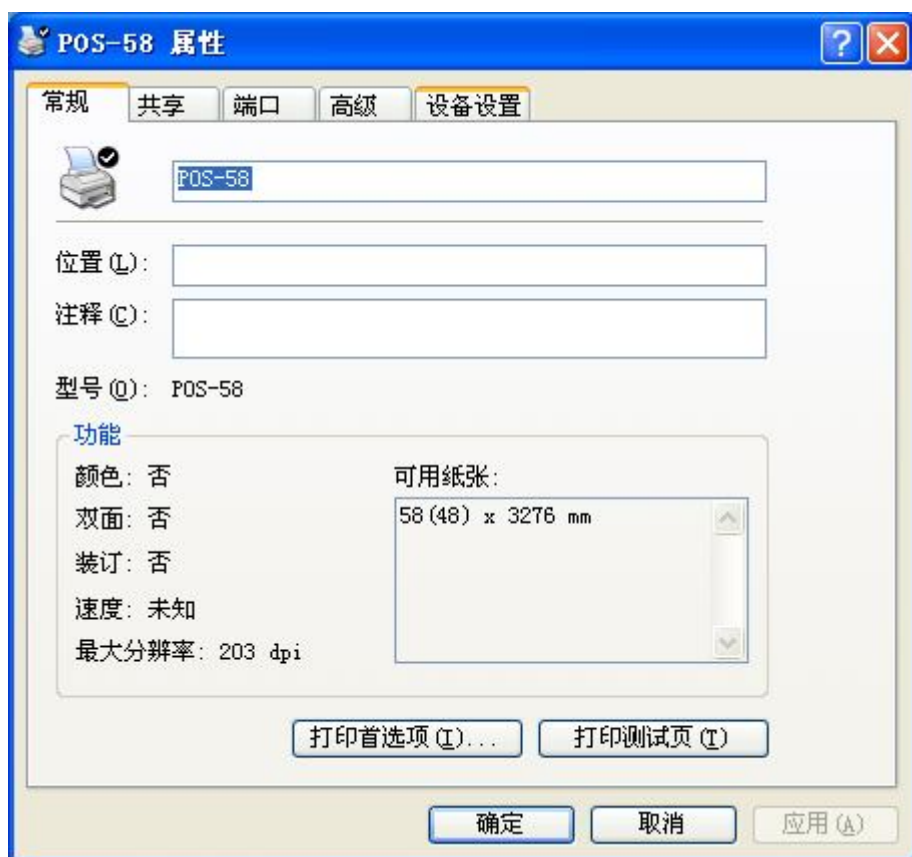 POS-58 属性
常规 共享 端口 高级 设备设置
POS-58
位置(L):
注释(C):
型号(O): POS-58
功能
颜色: 否 可用纸张:
双面: 否 58(48) x 3276 mm
装订: 否
速度: 未知
最大分辨率: 203 dpi
打印首选项(I)... 打印测试页(T)
确定 取消 应用(A)